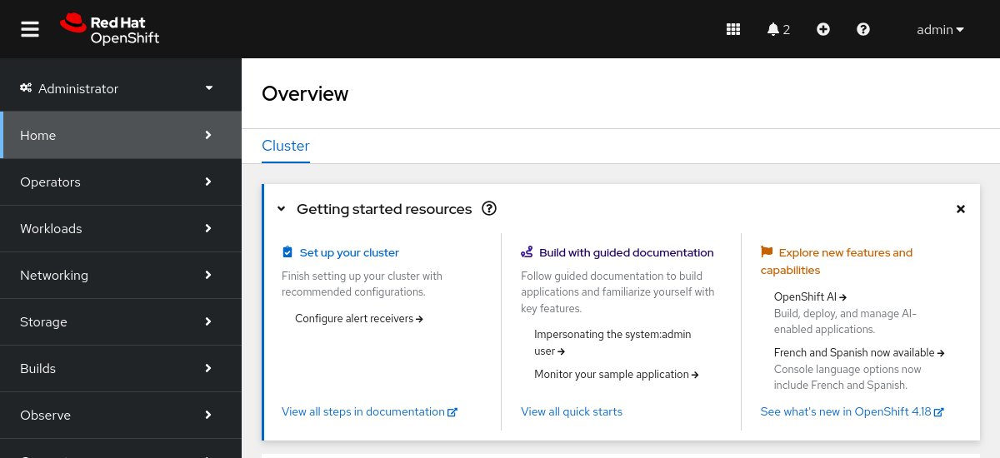 Red Hat
OpenShift
2
admin
Administrator
Home
Operators
Workloads
Networking
Storage
Builds
Observe
Overview
Cluster
Getting started resources
Set up your cluster
Finish setting up your cluster with
recommended configurations.
Configure alert receivers
View all steps in documentation
Build with guided documentation
Follow guided documentation to build
applications and familiarize yourself with
key features.
Impersonating the system:admin
user
Monitor your sample application
View all quick starts
Explore new features and
capabilities
OpenShift AI
Build, deploy, and manage AI-
enabled applications.
French and Spanish now available
Console language options now
include French and Spanish.
See what's new in OpenShift 4.18